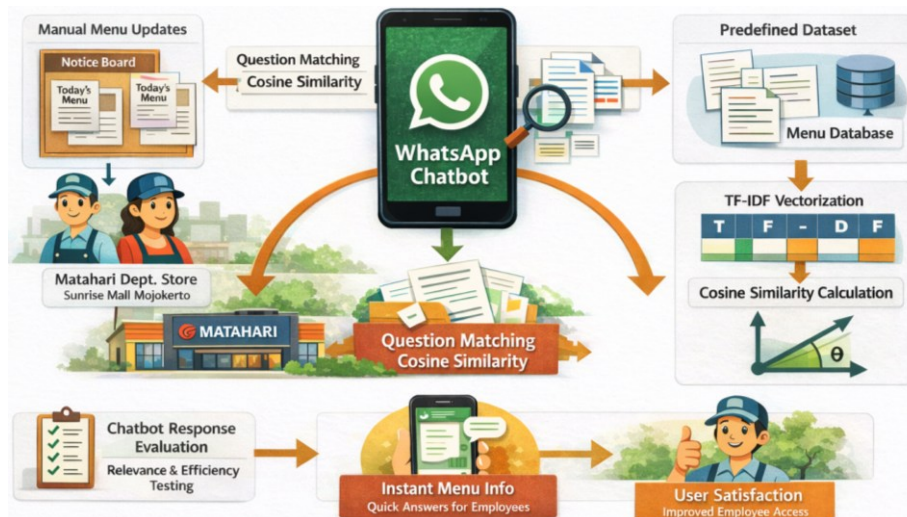 Manual Menu Updates
Notice Board
Today's
Menu
Today's
Menu
Question Matching
Cosine Similarity
WhatsApp
Chatbot
Predefined Dataset
Menu Database
TF-IDF Vectorization
T F - D F
Cosine Similarity Calculation
θ
Matahari Dept. Store
Sunrise Mall Mojokerto
MATAHARI
Question Matching
Cosine Similarity
Chatbot Response
Evaluation
Relevance & Efficiency
Testing
Instant Menu Info
Quick Answers for Employees
User Satisfaction
Improved Employee Access